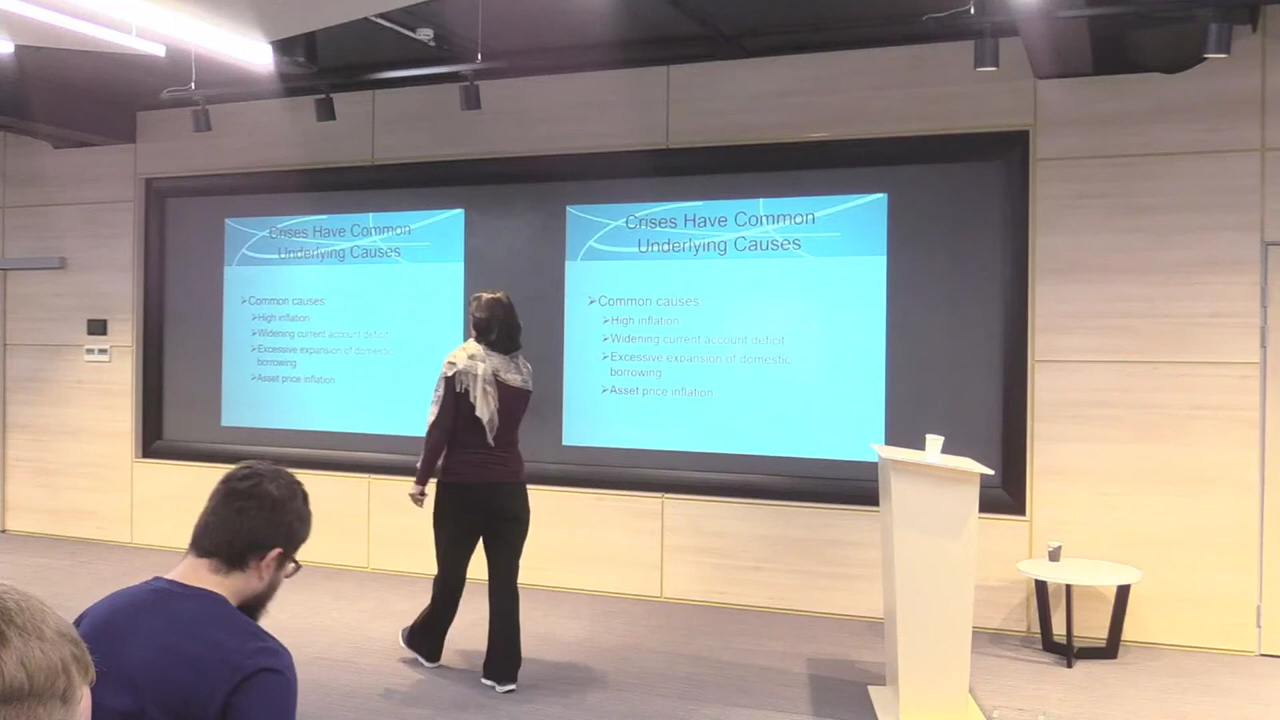 Crises Have Common
Underlying Causes
➢Common causes
➢High inflation
➢Widening current account deficit
➢Excessive expansion of domestic
borrowing
➢Asset price inflation
Crises Have Common
Underlying Causes
➢Common causes
➢High inflation
➢Widening current account deficit
➢Excessive expansion of domestic
borrowing
➢Asset price inflation